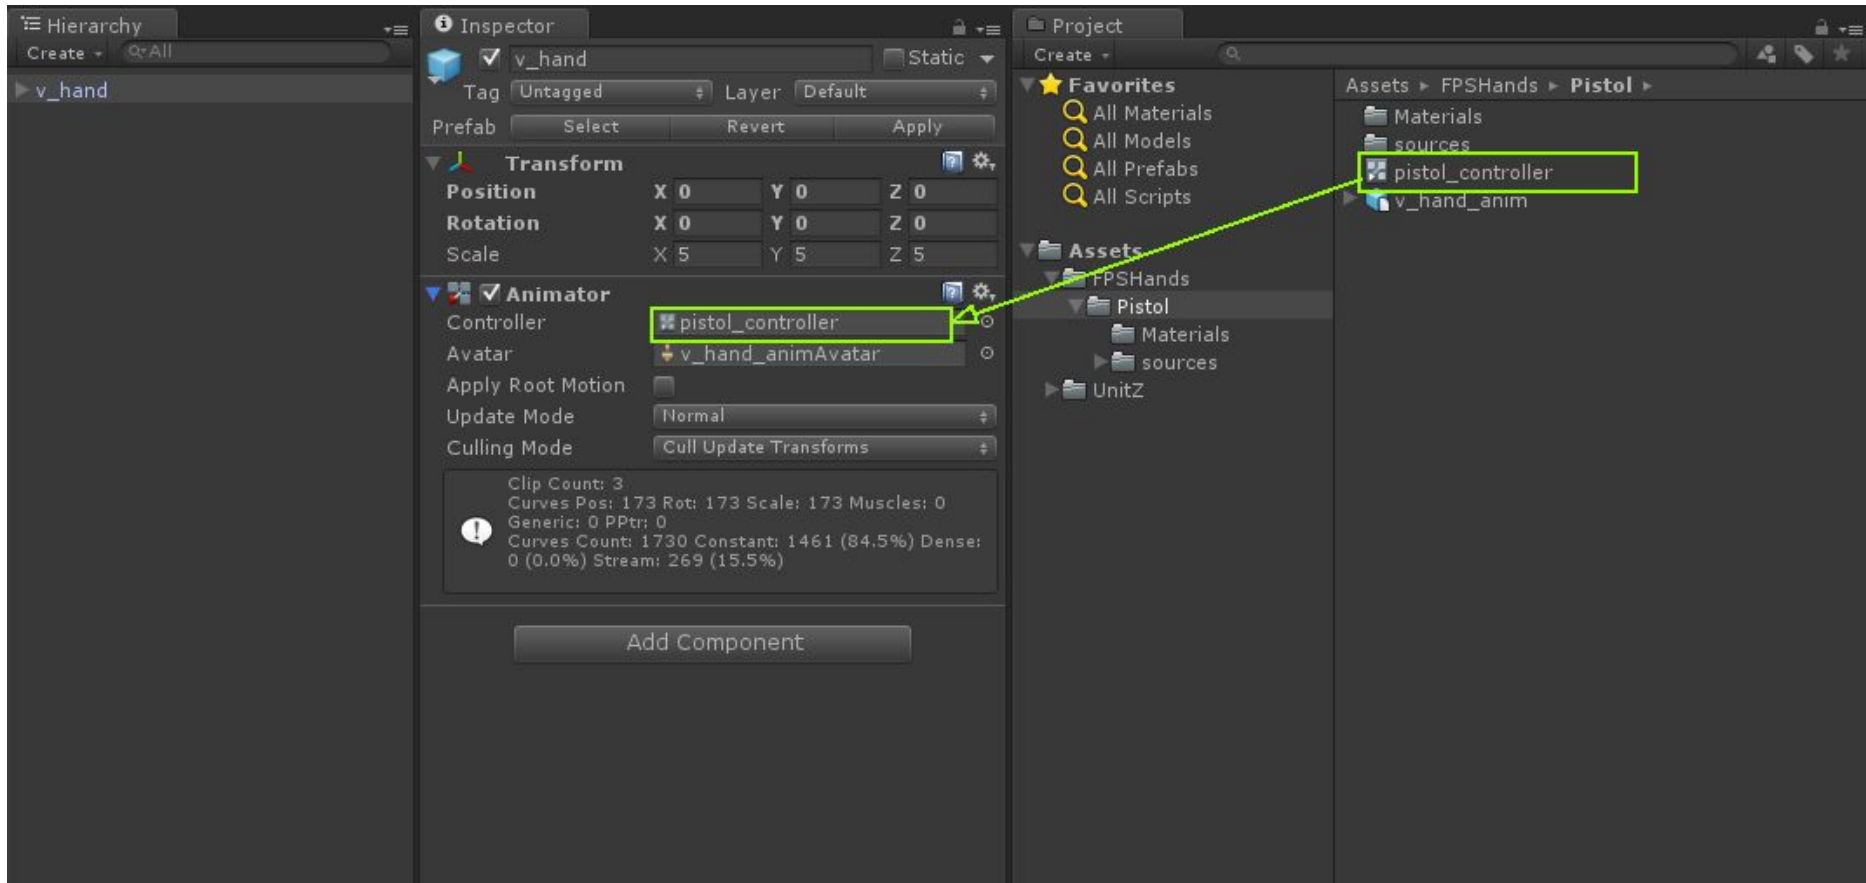 Hierarchy
Create
All
v_hand
Inspector
v_hand
Static
Tag Untagged Layer Default
Prefab Select Revert Apply
Transform
Position X 0 Y 0 Z 0
Rotation X 0 Y 0 Z 0
Scale X 5 Y 5 Z 5
Animator
Controller pistol_controller
Avatar v_hand_animAvatar
Apply Root Motion
Update Mode Normal
Culling Mode Cull Update Transforms
Clip Count: 3
Curves Pos: 173 Rot: 173 Scale: 173 Muscles: 0
Generic: 0 PPtr: 0
Curves Count: 1730 Constant: 1461 (84.5%) Dense:
0 (0.0%) Stream: 269 (15.5%)
Add Component
Project
Create
Favorites
All Materials
All Models
All Prefabs
All Scripts
Assets
FPSHands
Pistol
Materials
sources
UnitZ
Assets ▸ FPSHands ▸ Pistol ▸
Materials
sources
pistol_controller
v_hand_anim